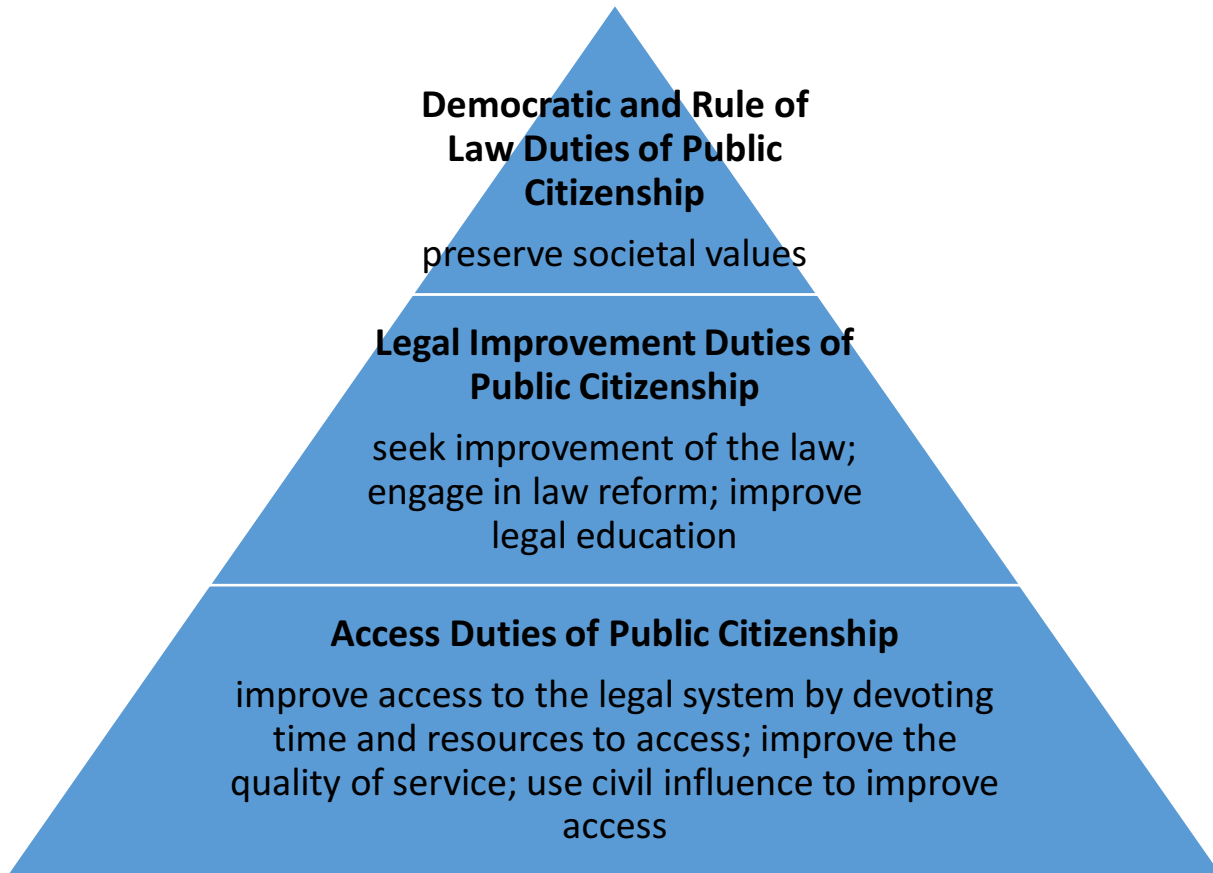 Democratic and Rule of
Law Duties of Public
Citizenship
preserve societal values
Legal Improvement Duties of
Public Citizenship
seek improvement of the law;
engage in law reform; improve
legal education
Access Duties of Public Citizenship
improve access to the legal system by devoting
time and resources to access; improve the
quality of service; use civil influence to improve
access